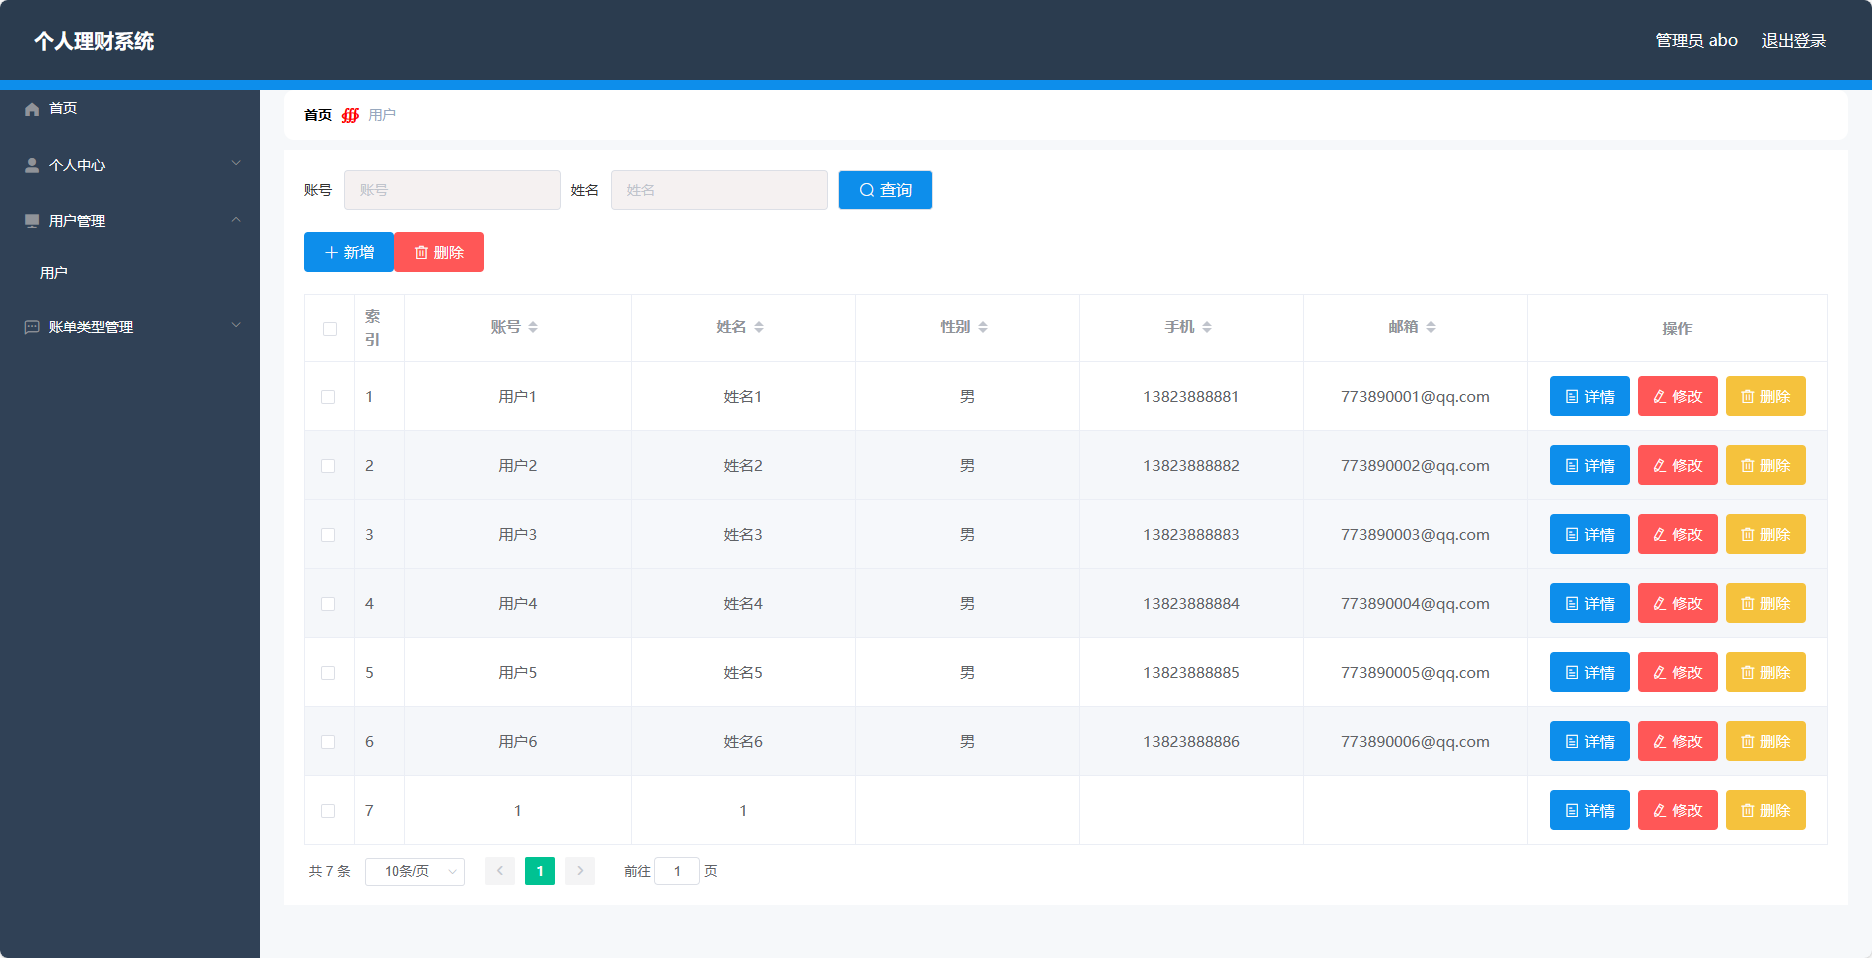 个人理财系统
管理员 abo 退出登录
首页
个人中心
用户管理
用户
账单类型管理
首页 用户
账号 账号 姓名 姓名 查询
新增 删除
索引 账号 姓名 性别 手机 邮箱 操作
1 用户1 姓名1 男 13823888881 773890001@qq.com 详情 修改 删除
2 用户2 姓名2 男 13823888882 773890002@qq.com 详情 修改 删除
3 用户3 姓名3 男 13823888883 773890003@qq.com 详情 修改 删除
4 用户4 姓名4 男 13823888884 773890004@qq.com 详情 修改 删除
5 用户5 姓名5 男 13823888885 773890005@qq.com 详情 修改 删除
6 用户6 姓名6 男 13823888886 773890006@qq.com 详情 修改 删除
7 1 1 详情 修改 删除
共 7 条 10条/页 1 前往 1 页